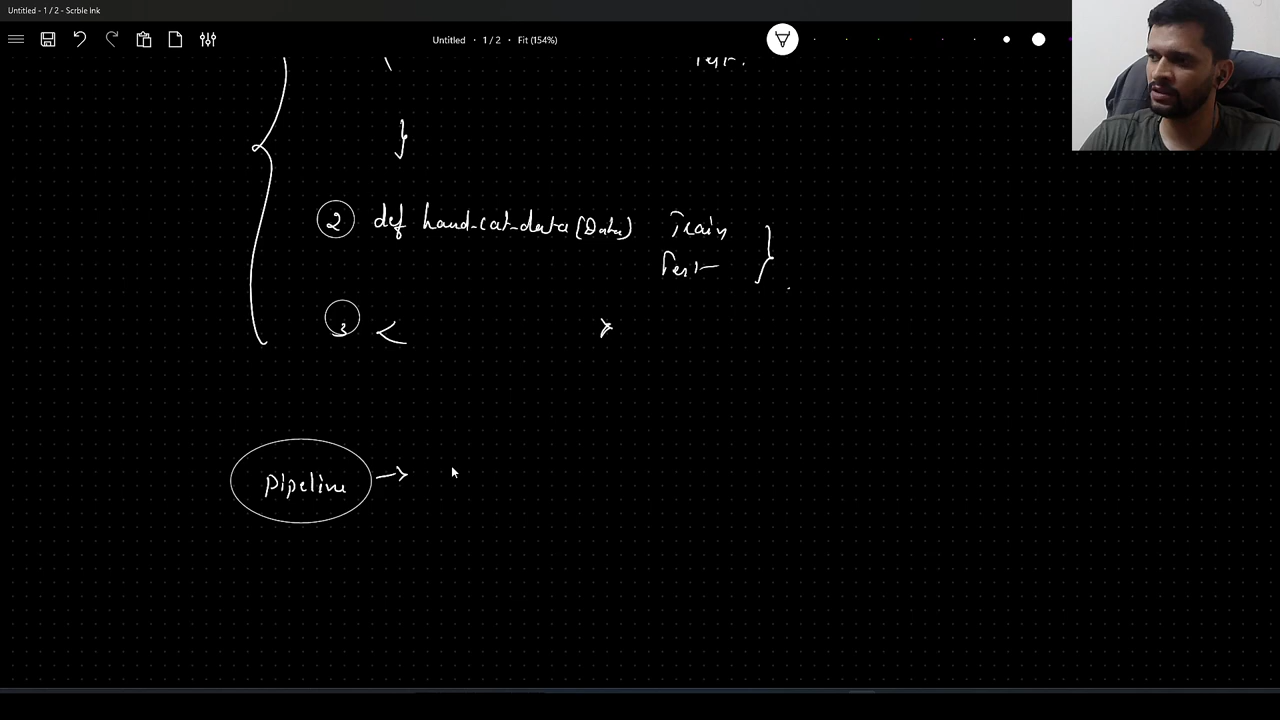 Untitled - 1 / 2 - Scrble Ink
Untitled • 1 / 2 • Fit (154%)
Test.
}
2 def hand-cat-data(Data) Train
Test }
3 < >
Pipeline →